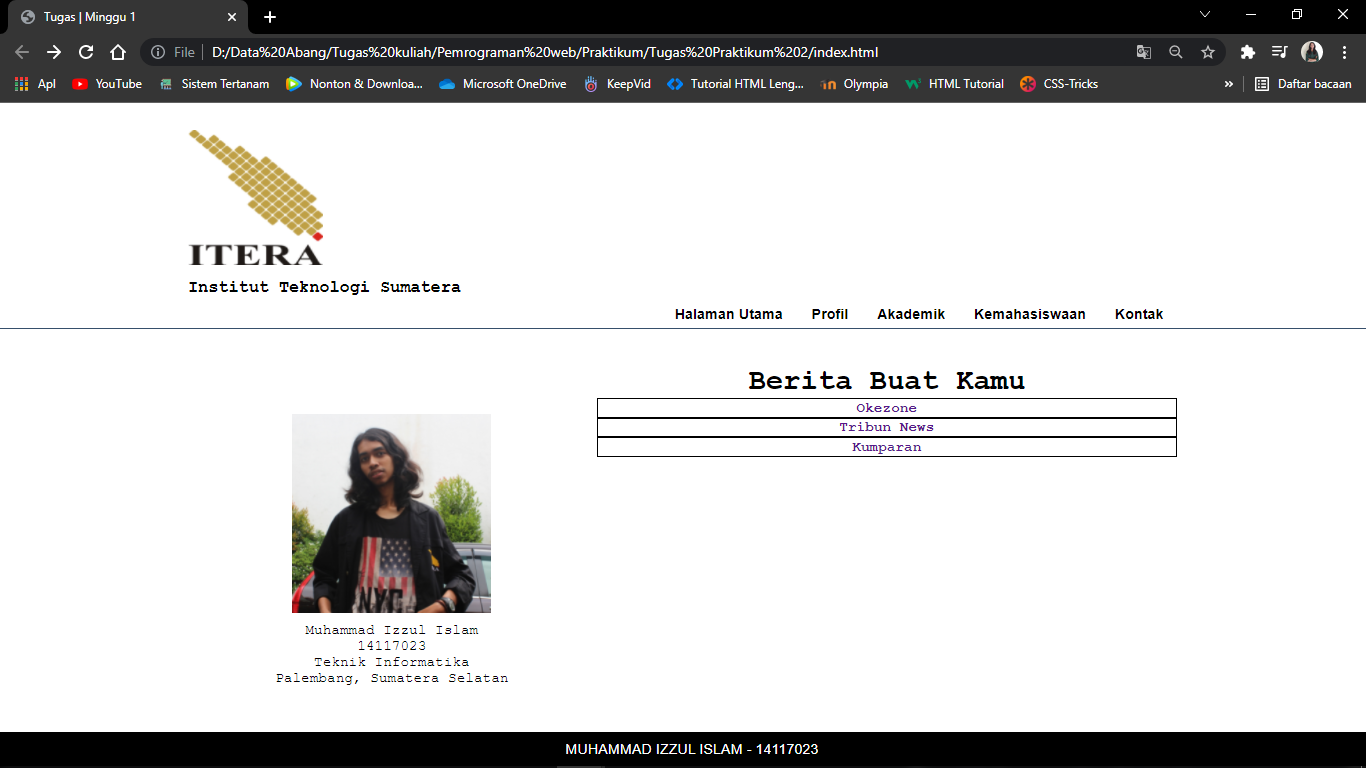 Tugas | Minggu 1
File
D:/Data%20Abang/Tugas%20kuliah/Pemrograman%20web/Praktikum/Tugas%20Praktikum%202/index.html
Apl
YouTube
Sistem Tertanam
Nonton & Downloa...
Microsoft OneDrive
KeepVid
Tutorial HTML Leng...
Olympia
HTML Tutorial
CSS-Tricks
»
Daftar bacaan
ITERA
Institut Teknologi Sumatera
Halaman Utama
Profil
Akademik
Kemahasiswaan
Kontak
Berita Buat Kamu
Okezone
Tribun News
Kumparan
Muhammad Izzul Islam
14117023
Teknik Informatika
Palembang, Sumatera Selatan
MUHAMMAD IZZUL ISLAM - 14117023